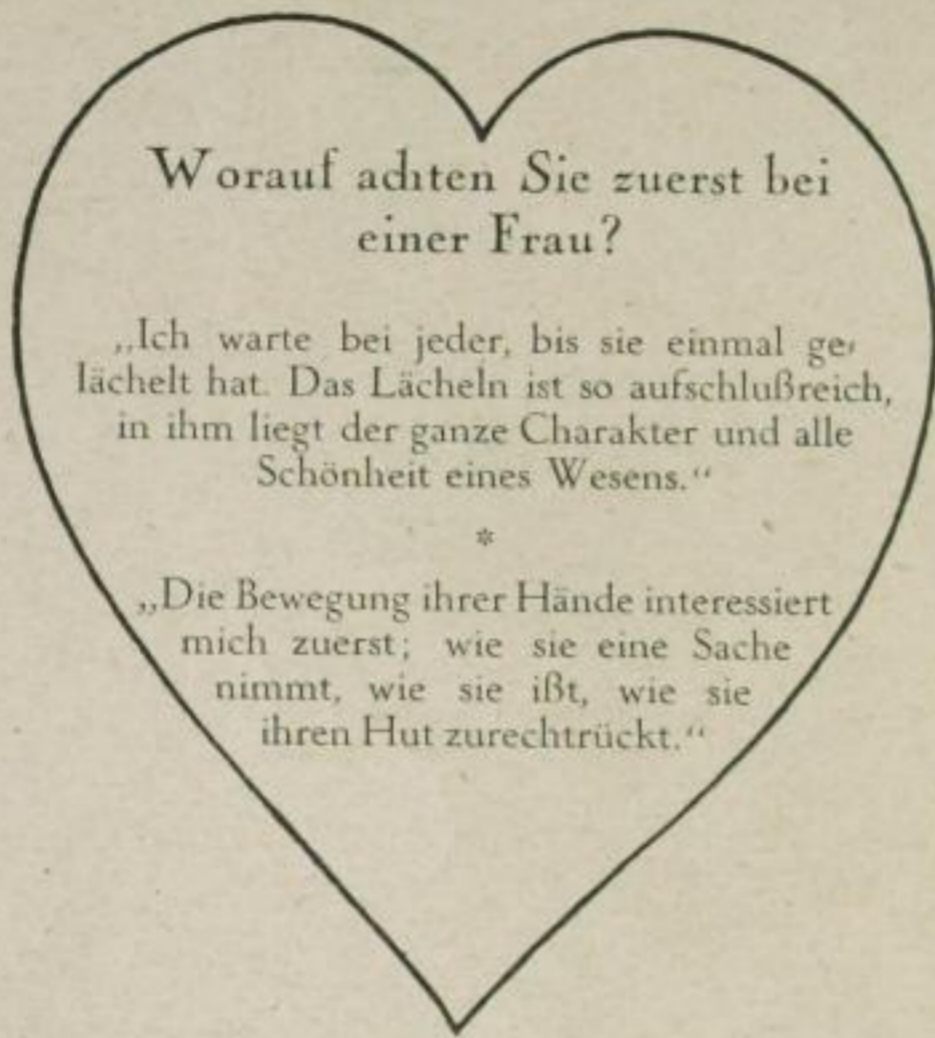 Worauf achten Sie zuerst bei
einer Frau?
„Ich warte bei jeder, bis sie einmal ge-
lächelt hat. Das Lächeln ist so aufschlußreich,
in ihm liegt der ganze Charakter und alle
Schönheit eines Wesens.“
*
„Die Bewegung ihrer Hände interessiert
mich zuerst; wie sie eine Sache
nimmt, wie sie ißt, wie sie
ihren Hut zurechtrückt.“